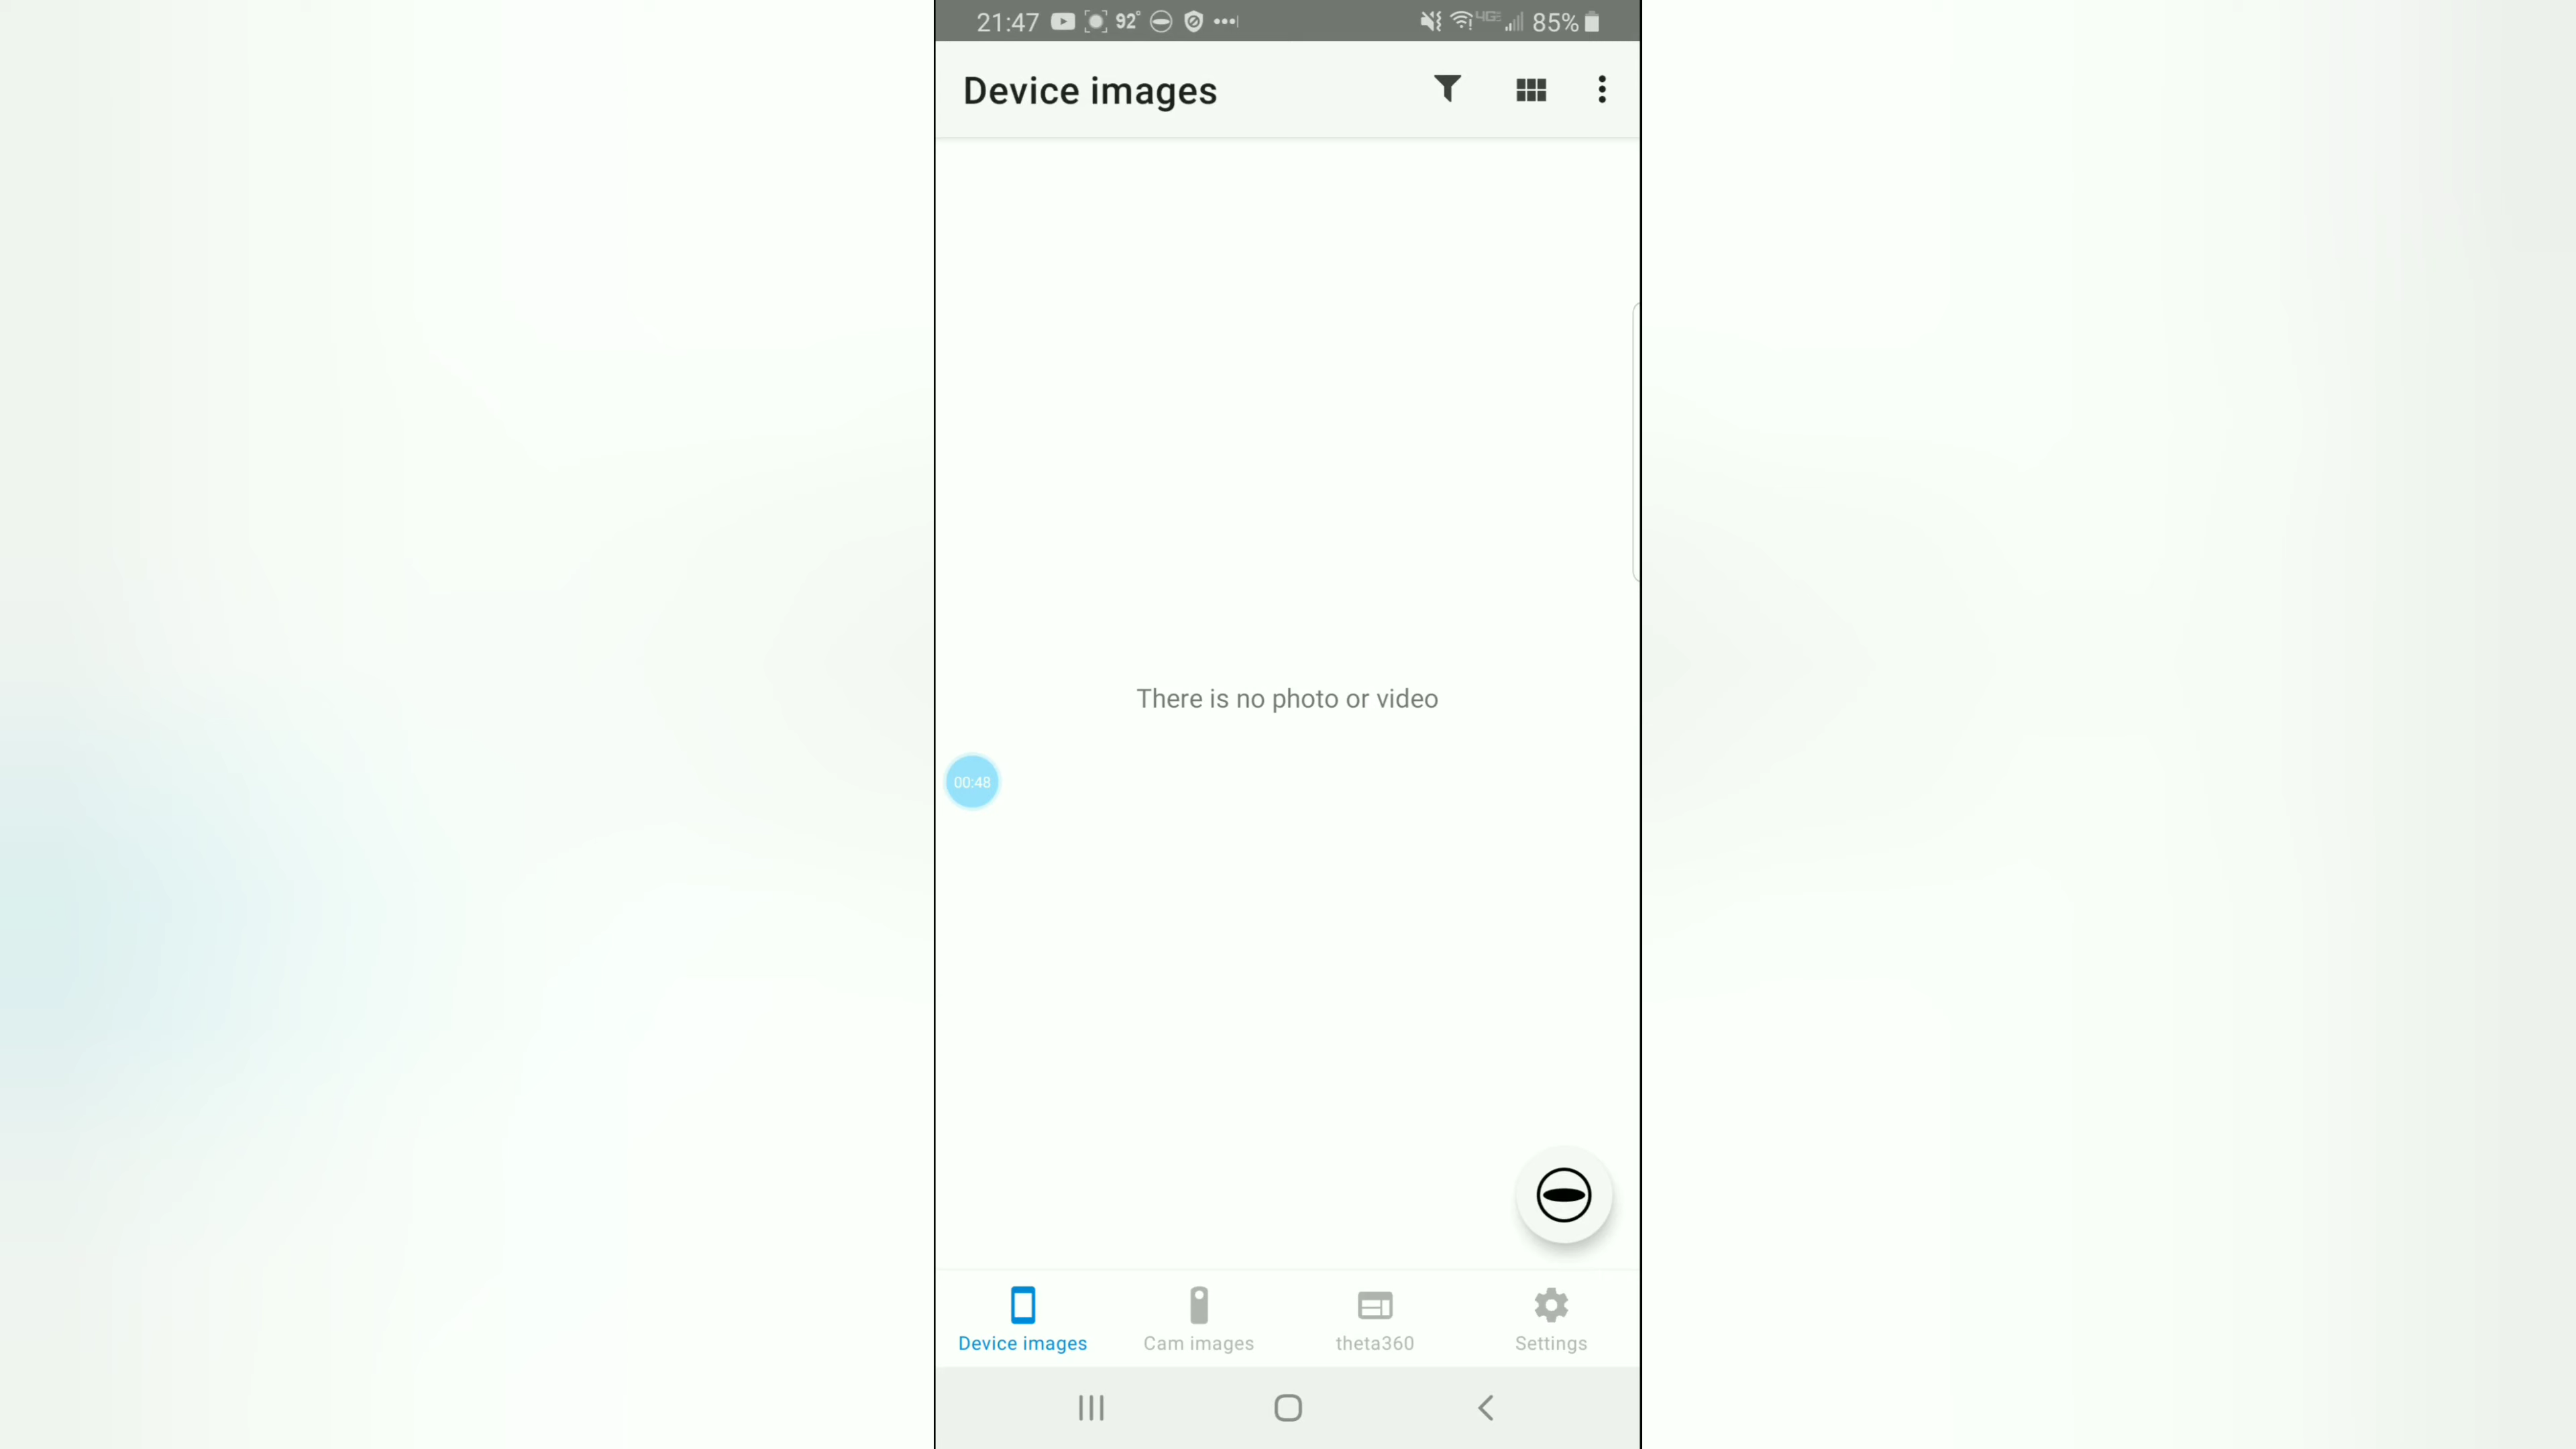 21:47 92° 4GE 85%
Device images
There is no photo or video
00:48
Device images Cam images theta360 Settings